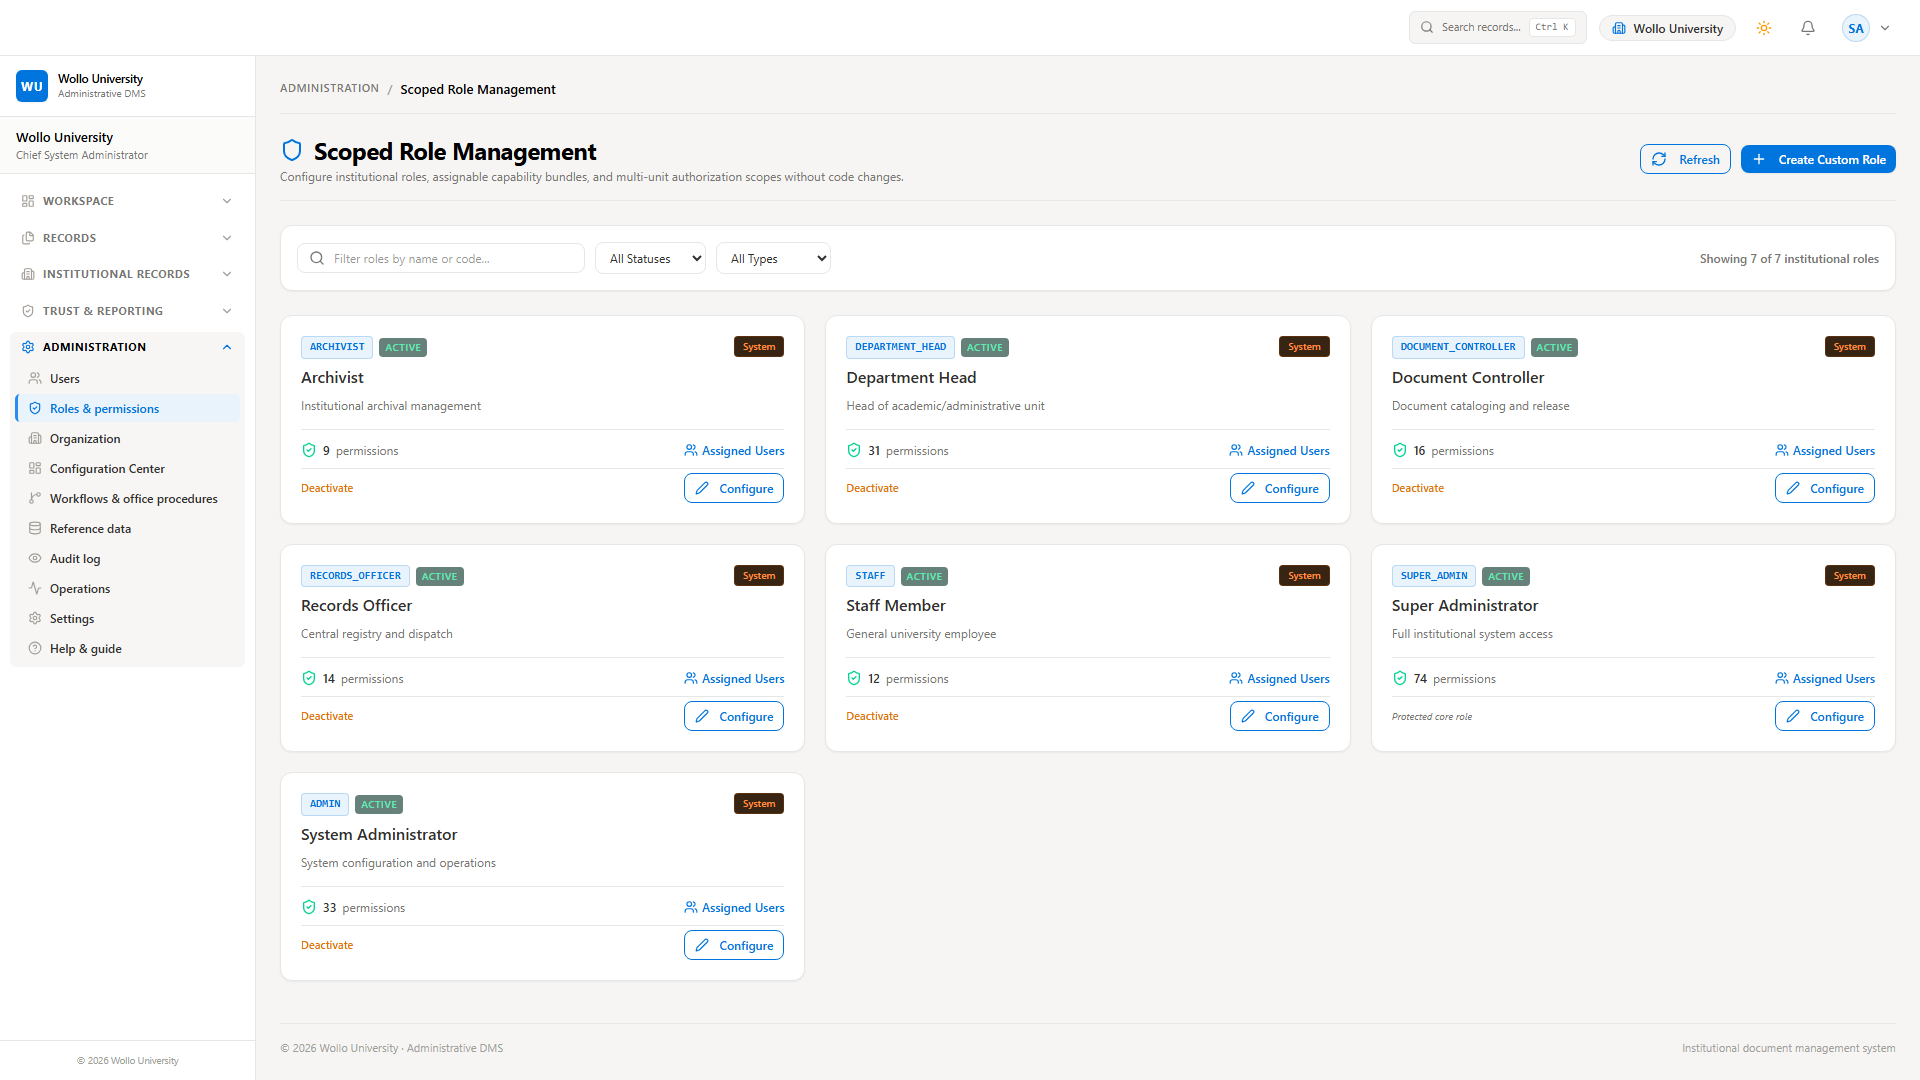 Search records... Ctrl K
Wollo University
SA
WU
Wollo University
Administrative DMS
Wollo University
Chief System Administrator
WORKSPACE
RECORDS
INSTITUTIONAL RECORDS
TRUST & REPORTING
ADMINISTRATION
Users
Roles & permissions
Organization
Configuration Center
Workflows & office procedures
Reference data
Audit log
Operations
Settings
Help & guide
© 2026 Wollo University
ADMINISTRATION / Scoped Role Management
Scoped Role Management
Configure institutional roles, assignable capability bundles, and multi-unit authorization scopes without code changes.
Refresh
Create Custom Role
Filter roles by name or code...
All Statuses
All Types
Showing 7 of 7 institutional roles
ARCHIVIST ACTIVE System
Archivist
Institutional archival management
9 permissions Assigned Users
Deactivate Configure
DEPARTMENT_HEAD ACTIVE System
Department Head
Head of academic/administrative unit
31 permissions Assigned Users
Deactivate Configure
DOCUMENT_CONTROLLER ACTIVE System
Document Controller
Document cataloging and release
16 permissions Assigned Users
Deactivate Configure
RECORDS_OFFICER ACTIVE System
Records Officer
Central registry and dispatch
14 permissions Assigned Users
Deactivate Configure
STAFF ACTIVE System
Staff Member
General university employee
12 permissions Assigned Users
Deactivate Configure
SUPER_ADMIN ACTIVE System
Super Administrator
Full institutional system access
74 permissions Assigned Users
Protected core role Configure
ADMIN ACTIVE System
System Administrator
System configuration and operations
33 permissions Assigned Users
Deactivate Configure
© 2026 Wollo University · Administrative DMS
Institutional document management system